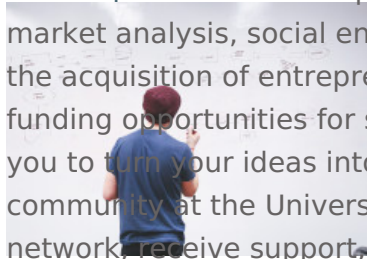 market analysis, social en
the acquisition of entrepre
funding opportunities for s
you to turn your ideas into
community at the Univers
network, receive support,